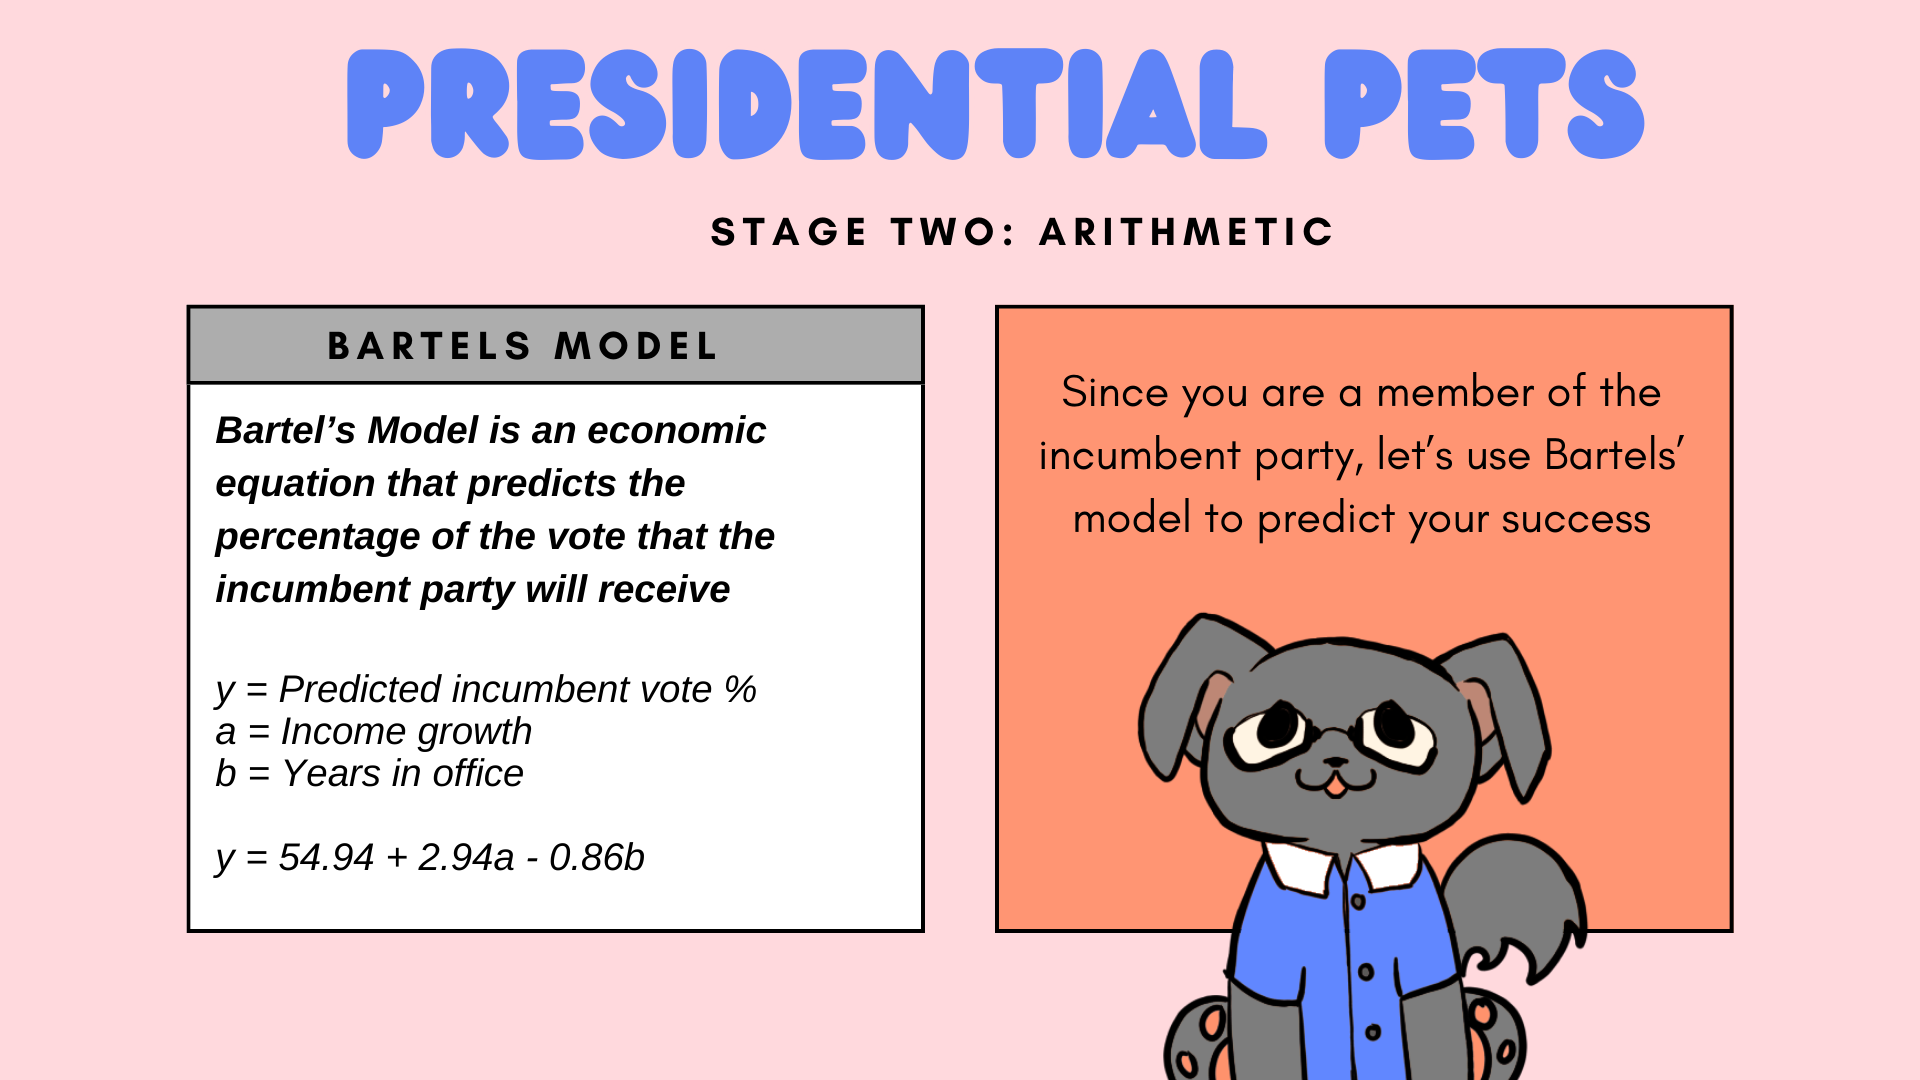 PRESIDENTIAL PETS
STAGE TWO: ARITHMETIC
BARTELS MODEL
Bartel’s Model is an economic
equation that predicts the
percentage of the vote that the
incumbent party will receive
y = Predicted incumbent vote %
a = Income growth
b = Years in office
y = 54.94 + 2.94a - 0.86b
Since you are a member of the
incumbent party, let’s use Bartels’
model to predict your success